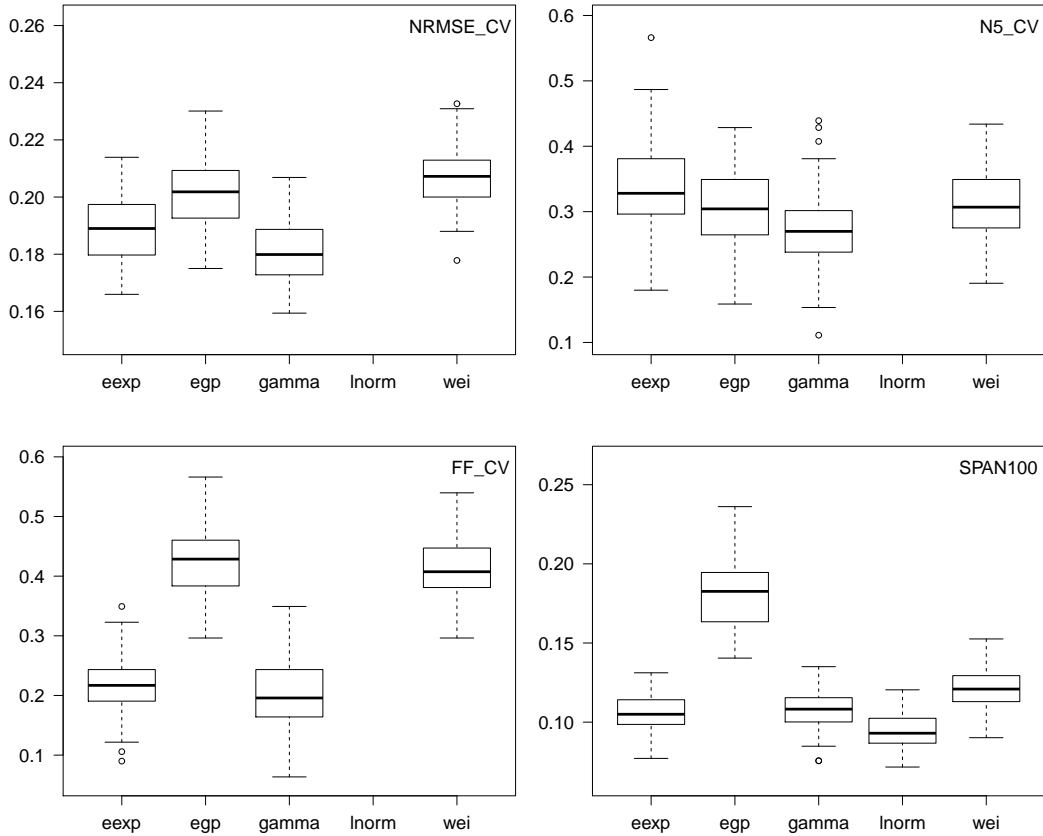 NRMSE_CV
0.26
0.24
0.22
0.20
0.18
0.16
eexp egp gamma lnorm wei
N5_CV
0.6
0.5
0.4
0.3
0.2
0.1
eexp egp gamma lnorm wei
FF_CV
0.6
0.5
0.4
0.3
0.2
0.1
eexp egp gamma lnorm wei
SPAN100
0.25
0.20
0.15
0.10
eexp egp gamma lnorm wei